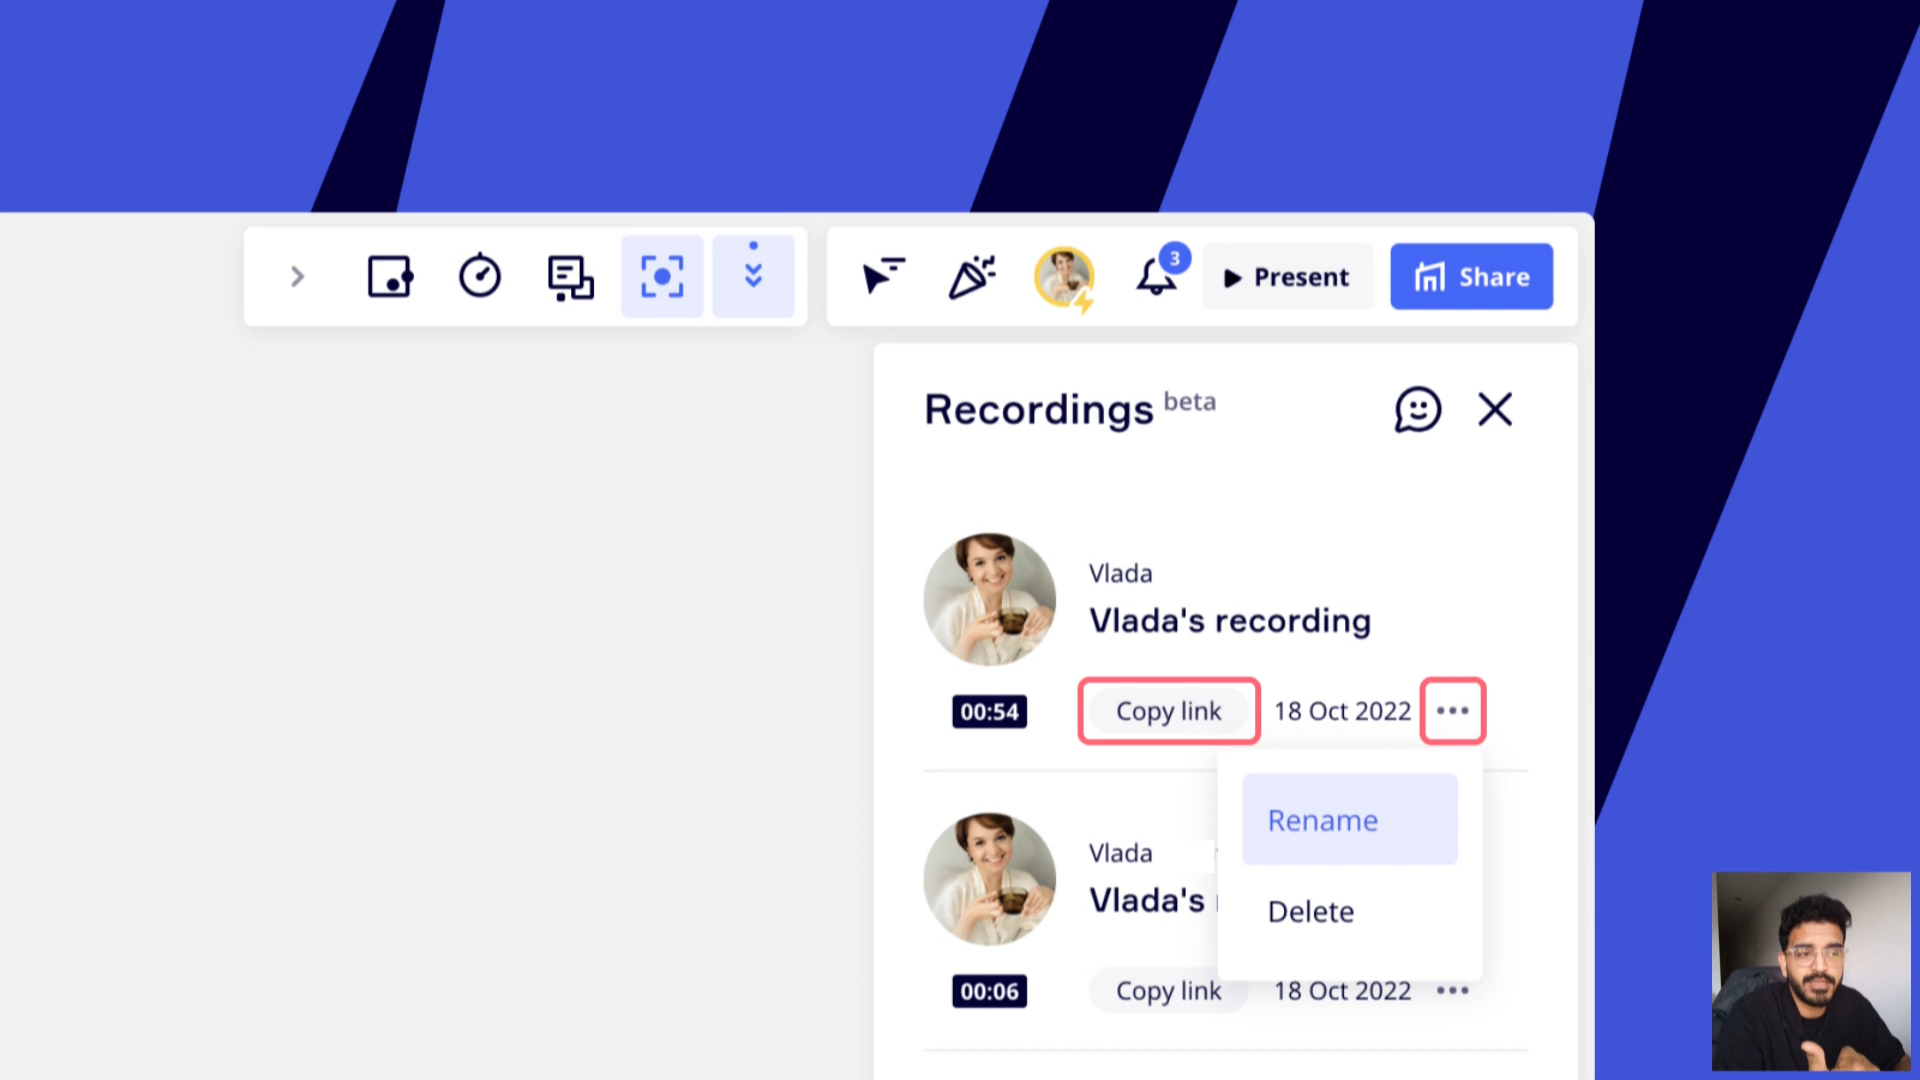 3
Present
Share
Recordings beta
Vlada
Vlada's recording
00:54
Copy link
18 Oct 2022
Rename
Delete
Vlada
Vlada's
00:06
Copy link
18 Oct 2022